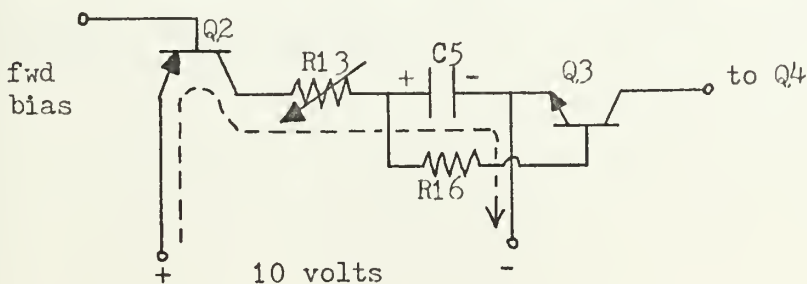 Q2
R13
C5
Q3
fwd
bias
+ -
to Q4
R16
+ 10 volts -